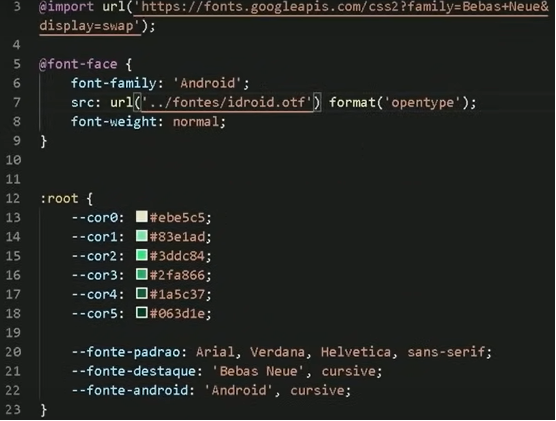 3 @import url('https://fonts.googleapis.com/css2?family=Bebas+Neue&
display=swap');
4
5 @font-face {
6 font-family: 'Android';
7 src: url('../fontes/idroid.otf') format('opentype');
8 font-weight: normal;
9 }
10
11
12 :root {
13 --cor0: #ebe5c5;
14 --cor1: #83e1ad;
15 --cor2: #3ddc84;
16 --cor3: #2fa866;
17 --cor4: #1a5c37;
18 --cor5: #063d1e;
19
20 --fonte-padrao: Arial, Verdana, Helvetica, sans-serif;
21 --fonte-destaque: 'Bebas Neue', cursive;
22 --fonte-android: 'Android', cursive;
23 }